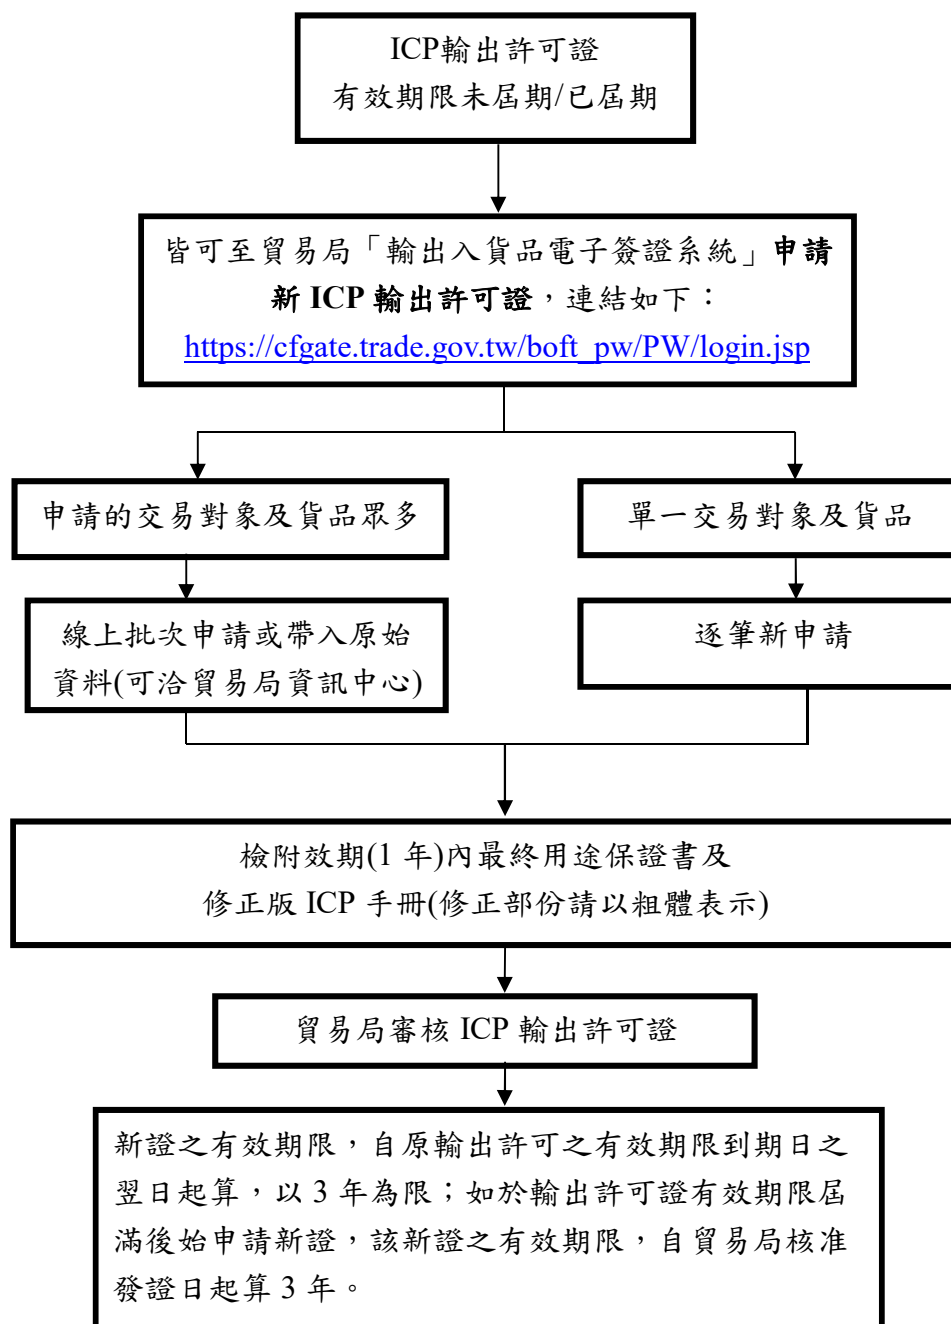 ICP輸出許可證
有效期限未屆期/已屆期
皆可至貿易局「輸出入貨品電子簽證系統」申請
新 ICP 輸出許可證，連結如下：
https://cfgate.trade.gov.tw/boft_pw/PW/login.jsp
申請的交易對象及貨品眾多
單一交易對象及貨品
線上批次申請或帶入原始
資料(可洽貿易局資訊中心)
逐筆新申請
檢附效期(1 年)內最終用途保證書及
修正版 ICP 手冊(修正部份請以粗體表示)
貿易局審核 ICP 輸出許可證
新證之有效期限，自原輸出許可之有效期限到期日之
翌日起算，以 3 年為限；如於輸出許可證有效期限屆
滿後始申請新證，該新證之有效期限，自貿易局核准
發證日起算 3 年。